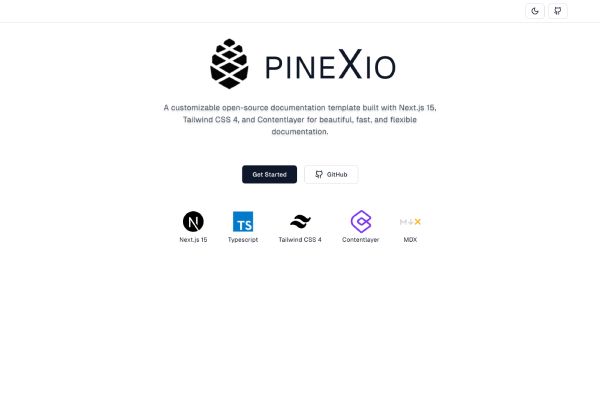 PINEXIO
A customizable open-source documentation template built with Next.js 15,
Tailwind CSS 4, and Contentlayer for beautiful, fast, and flexible
documentation.
Get Started
GitHub
N
TS
M↓X
Next.js 15
Typescript
Tailwind CSS 4
Contentlayer
MDX